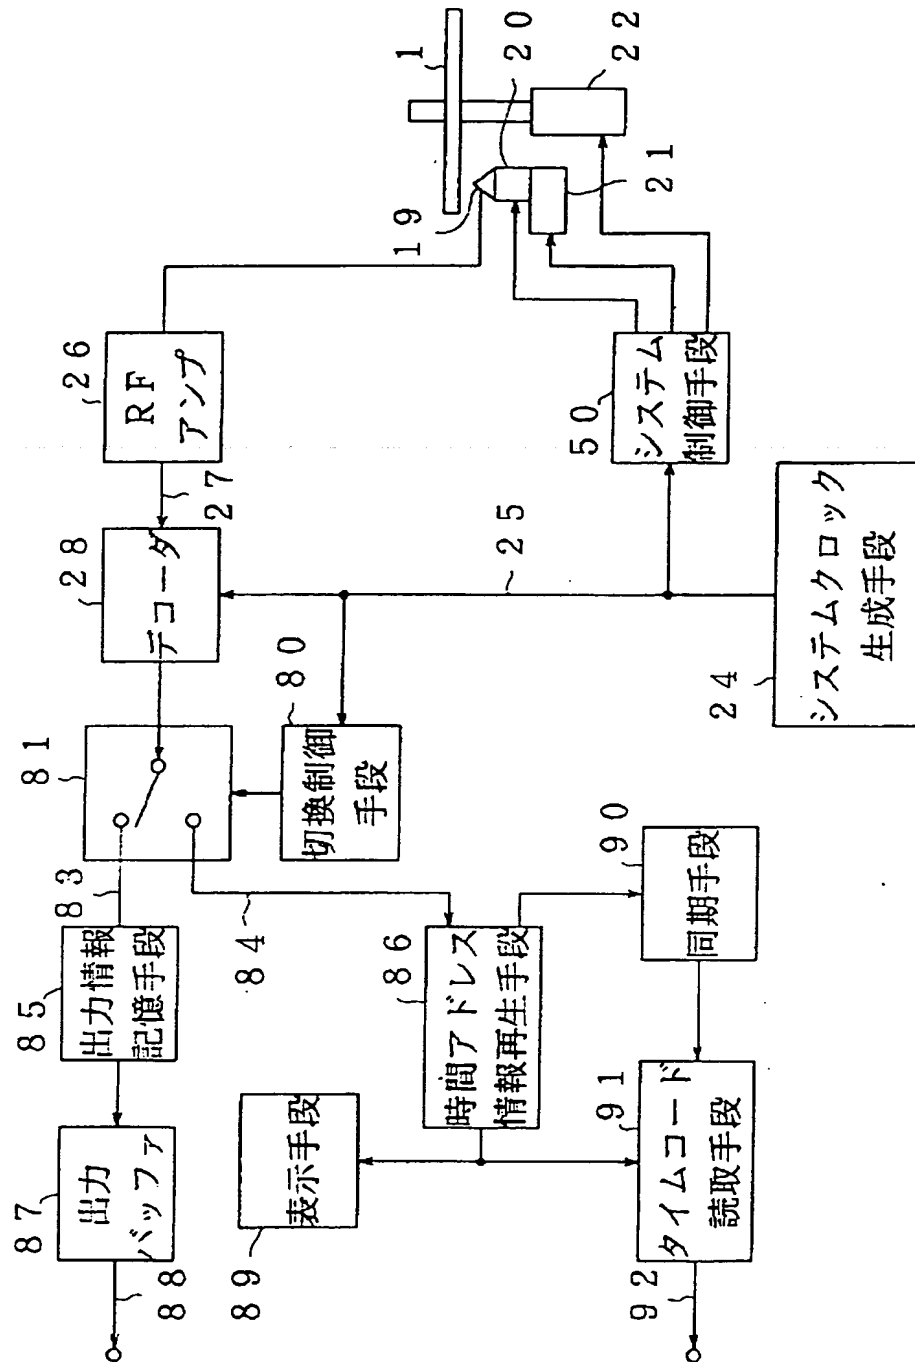 87
出力
バッファ
88
85
出力情報
記憶手段
83
81
28
テコーダ
27
26
RF
アンプ
84
80
切換制御
手段
25
89
表示手段
86
時間アドレス
情報再生手段
19
1
20
21
22
50
システム
制御手段
92
91
タイムコード
読取手段
90
同期手段
24
システムクロック
生成手段